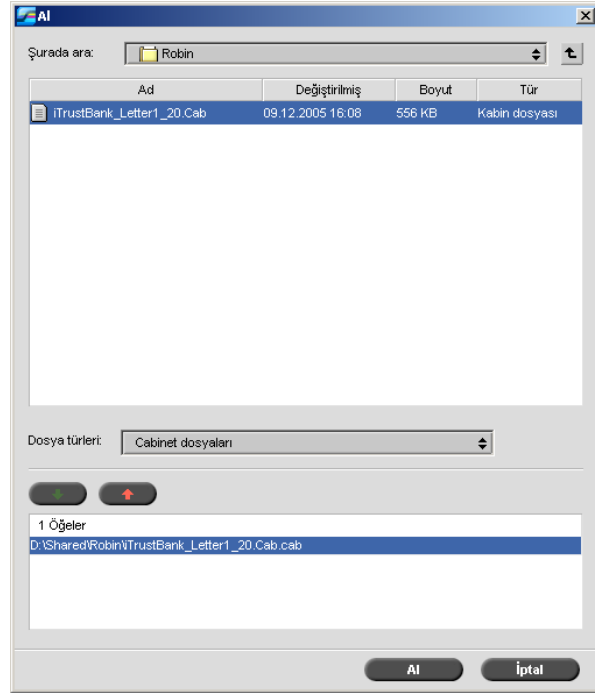 Al
Şurada ara: Robin
Ad Değiştirilmiş Boyut Tür
iTrustBank_Letter1_20.Cab 09.12.2005 16:08 556 KB Kabin dosyası
Dosya türleri: Cabinet dosyaları
1 Öğeler
D:\Shared\Robin\iTrustBank_Letter1_20.Cab.cab
Al İptal